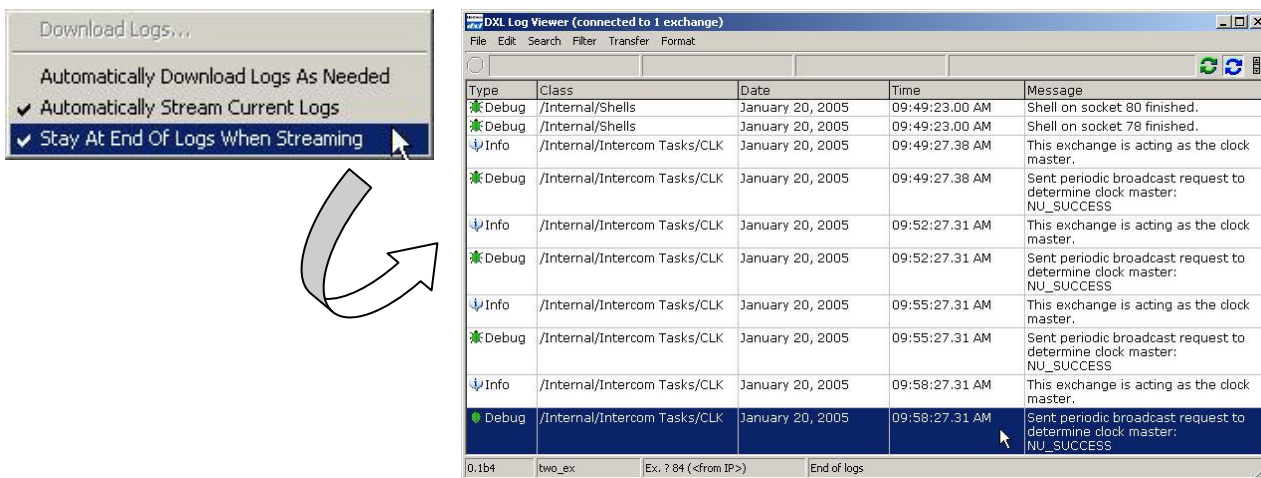 Download Logs...
Automatically Download Logs As Needed
Automatically Stream Current Logs
Stay At End Of Logs When Streaming
DXL Log Viewer (connected to 1 exchange)
File Edit Search Filter Transfer Format
Type Class Date Time Message
Debug /Internal/Shells January 20, 2005 09:49:23.00 AM Shell on socket 80 finished.
Debug /Internal/Shells January 20, 2005 09:49:23.00 AM Shell on socket 78 finished.
Info /Internal/Intercom Tasks/CLK January 20, 2005 09:49:27.38 AM This exchange is acting as the clock
master.
Debug /Internal/Intercom Tasks/CLK January 20, 2005 09:49:27.38 AM Sent periodic broadcast request to
determine clock master:
NU_SUCCESS
Info /Internal/Intercom Tasks/CLK January 20, 2005 09:52:27.31 AM This exchange is acting as the clock
master.
Debug /Internal/Intercom Tasks/CLK January 20, 2005 09:52:27.31 AM Sent periodic broadcast request to
determine clock master:
NU_SUCCESS
Info /Internal/Intercom Tasks/CLK January 20, 2005 09:55:27.31 AM This exchange is acting as the clock
master.
Debug /Internal/Intercom Tasks/CLK January 20, 2005 09:55:27.31 AM Sent periodic broadcast request to
determine clock master:
NU_SUCCESS
Info /Internal/Intercom Tasks/CLK January 20, 2005 09:58:27.31 AM This exchange is acting as the clock
master.
Debug /Internal/Intercom Tasks/CLK January 20, 2005 09:58:27.31 AM Sent periodic broadcast request to
determine clock master:
NU_SUCCESS
0.1b4 two_ex Ex. ? 84 (<from IP>) End of logs